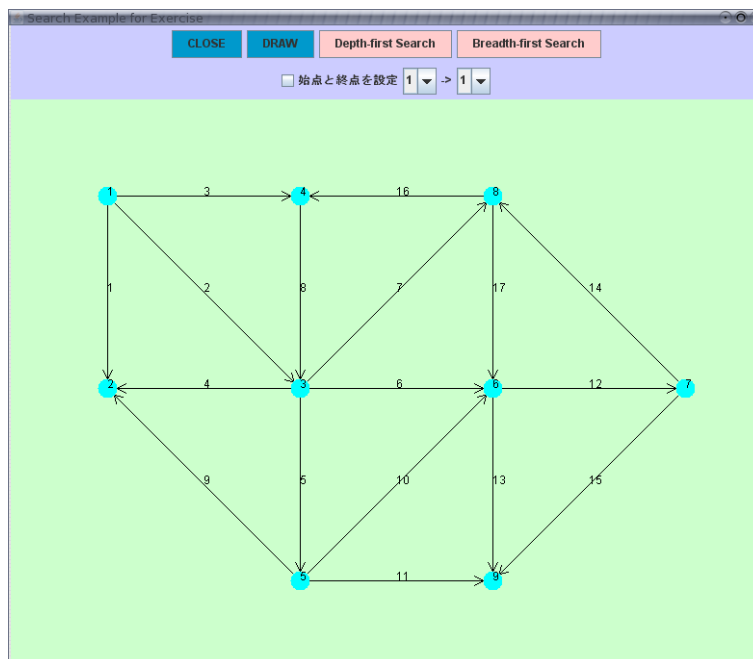 Search Example for Exercise
CLOSE DRAW Depth-first Search Breadth-first Search
始点と終点を設定 1 -> 1
1 3 4 16 8
1 2 8 7 17 14
2 4 3 6 6 12 7
9 5 10 13 15
5 11 9